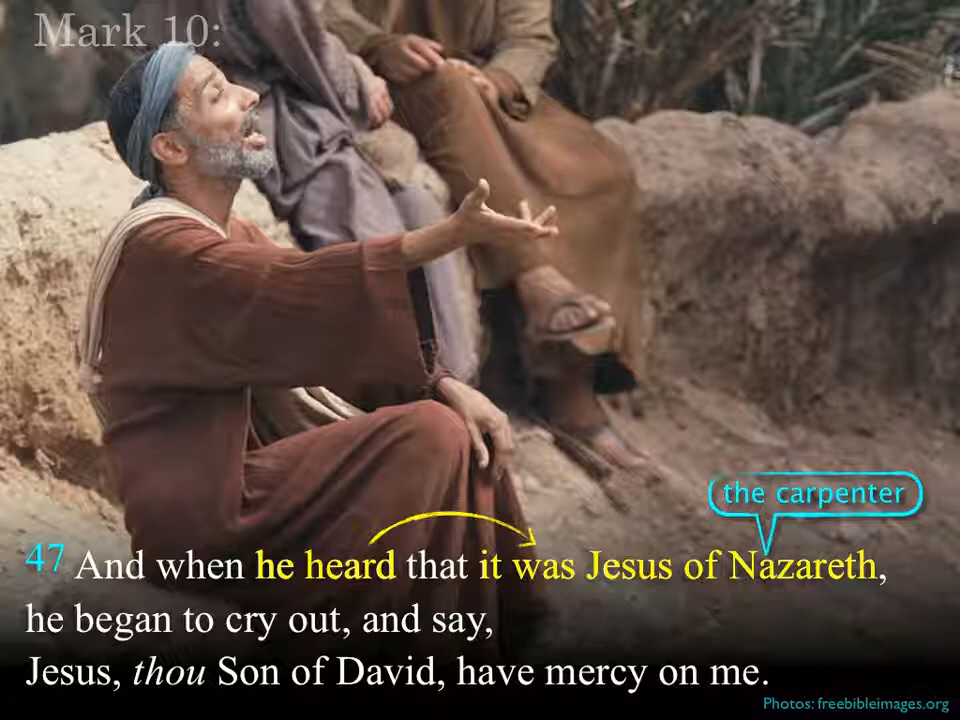 Mark 10:
the carpenter
47 And when he heard that it was Jesus of Nazareth,
he began to cry out, and say,
Jesus, thou Son of David, have mercy on me.
Photos: freebibleimages.org